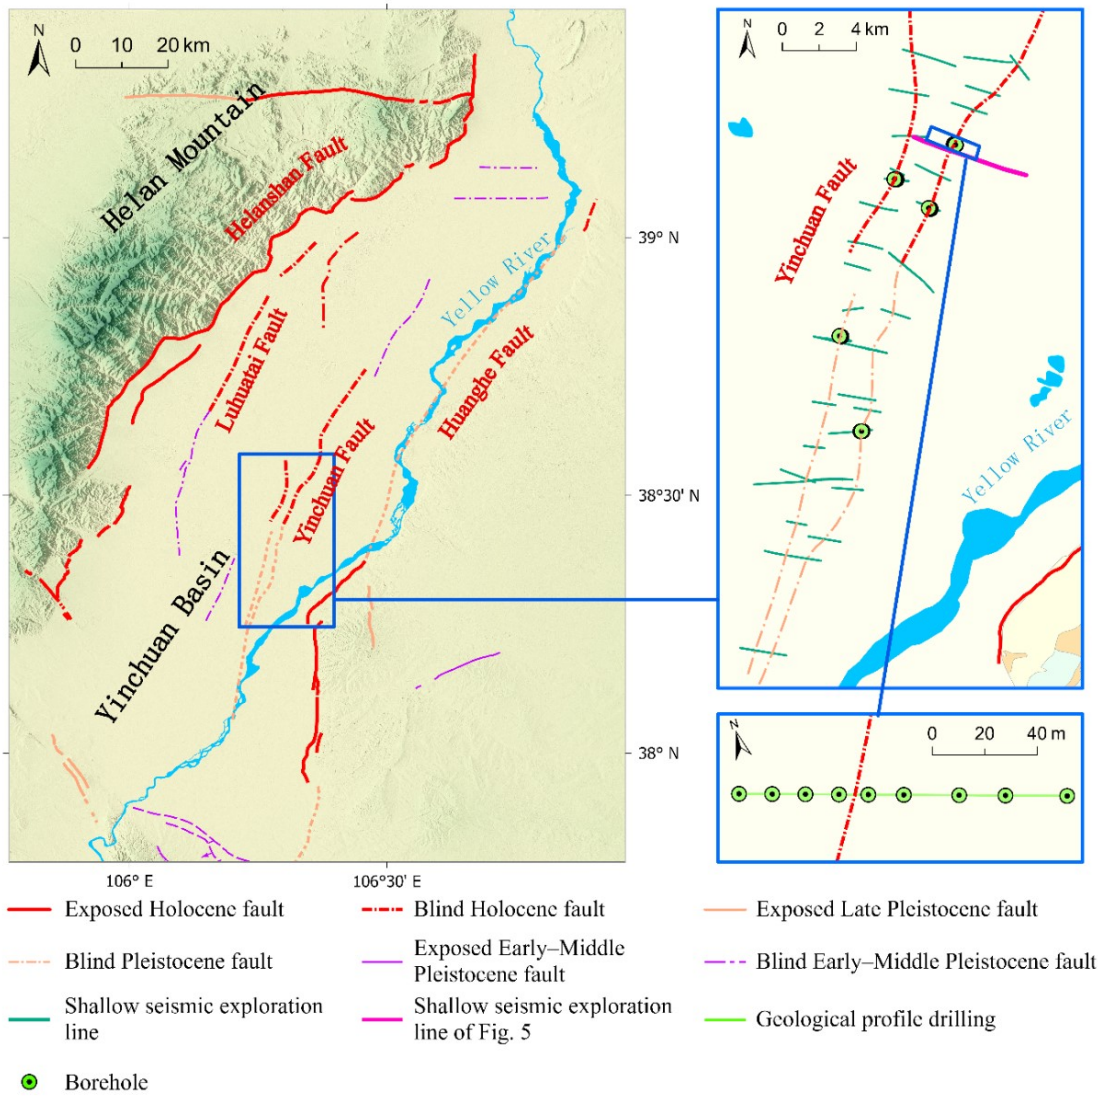 N
0 10 20 km
Helan Mountain
Helanshan Fault
Luhuatai Fault
Yinchuan Fault
Yellow River
Huanghe Fault
Yinchuan Basin
39° N
38°30' N
38° N
106° E
106°30' E
N
0 2 4 km
Yinchuan Fault
Yellow River
N
0 20 40 m
Exposed Holocene fault
Blind Holocene fault
Exposed Late Pleistocene fault
Blind Pleistocene fault
Exposed Early–Middle
Pleistocene fault
Blind Early–Middle Pleistocene fault
Shallow seismic exploration
line
Shallow seismic exploration
line of Fig. 5
Geological profile drilling
Borehole